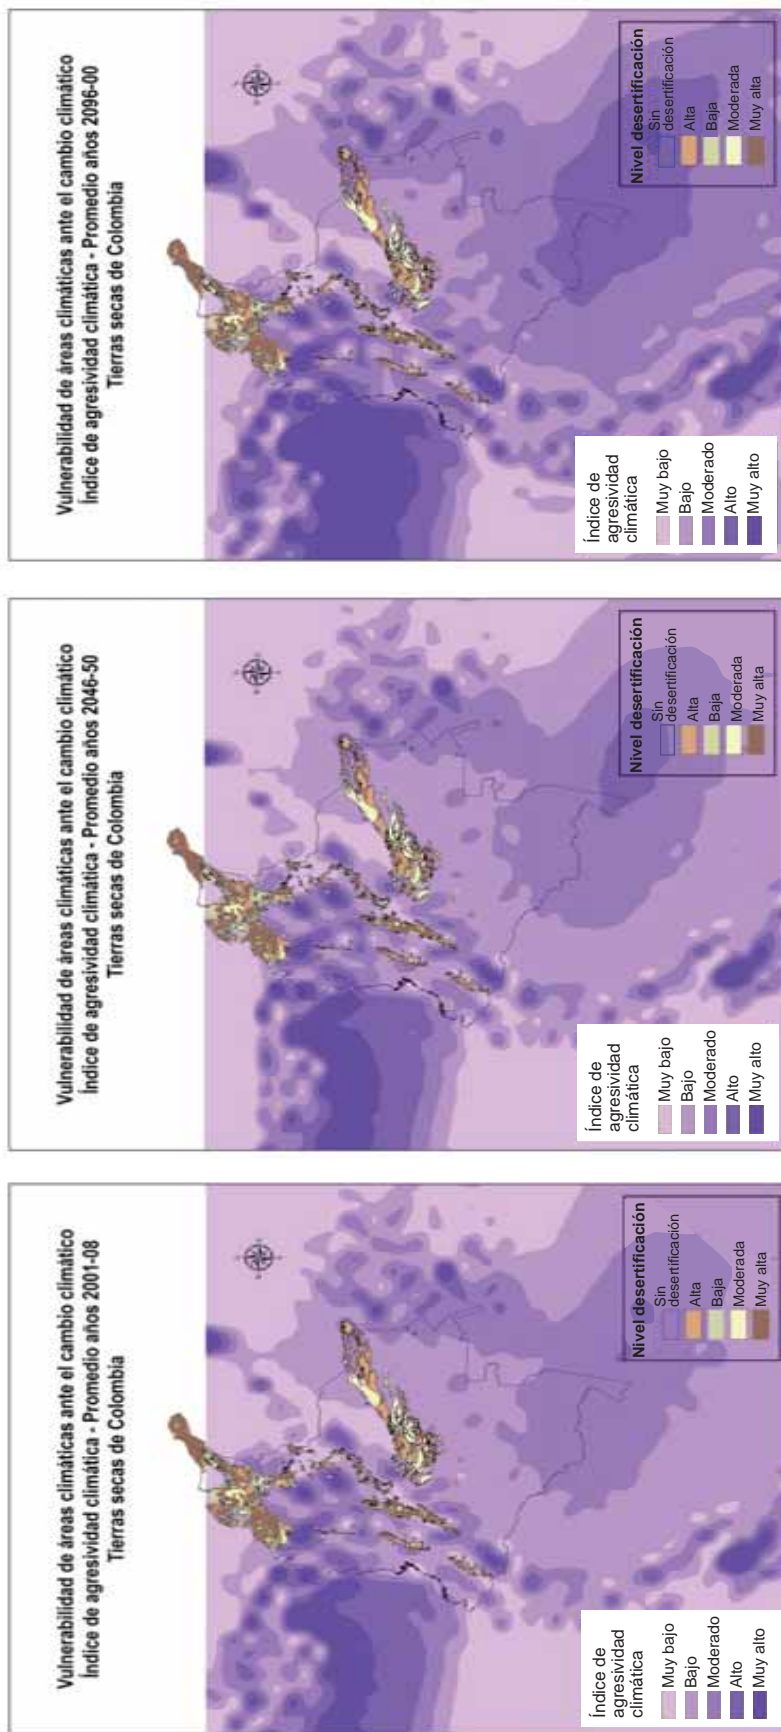 Vulnerabilidad de áreas climáticas ante el cambio climático
Índice de agresividad climática - Promedio años 2001-08
Tierras secas de Colombia
Índice de
agresividad
climática
Muy bajo
Bajo
Moderado
Alto
Muy alto
Nivel desertificación
Sin
desertificación
Alta
Baja
Moderada
Muy alta
Vulnerabilidad de áreas climáticas ante el cambio climático
Índice de agresividad climática - Promedio años 2046-50
Tierras secas de Colombia
Índice de
agresividad
climática
Muy bajo
Bajo
Moderado
Alto
Muy alto
Nivel desertificación
Sin
desertificación
Alta
Baja
Moderada
Muy alta
Vulnerabilidad de áreas climáticas ante el cambio climático
Índice de agresividad climática - Promedio años 2096-00
Tierras secas de Colombia
Índice de
agresividad
climática
Muy bajo
Bajo
Moderado
Alto
Muy alto
Nivel desertificación
Sin
desertificación
Alta
Baja
Moderada
Muy alta